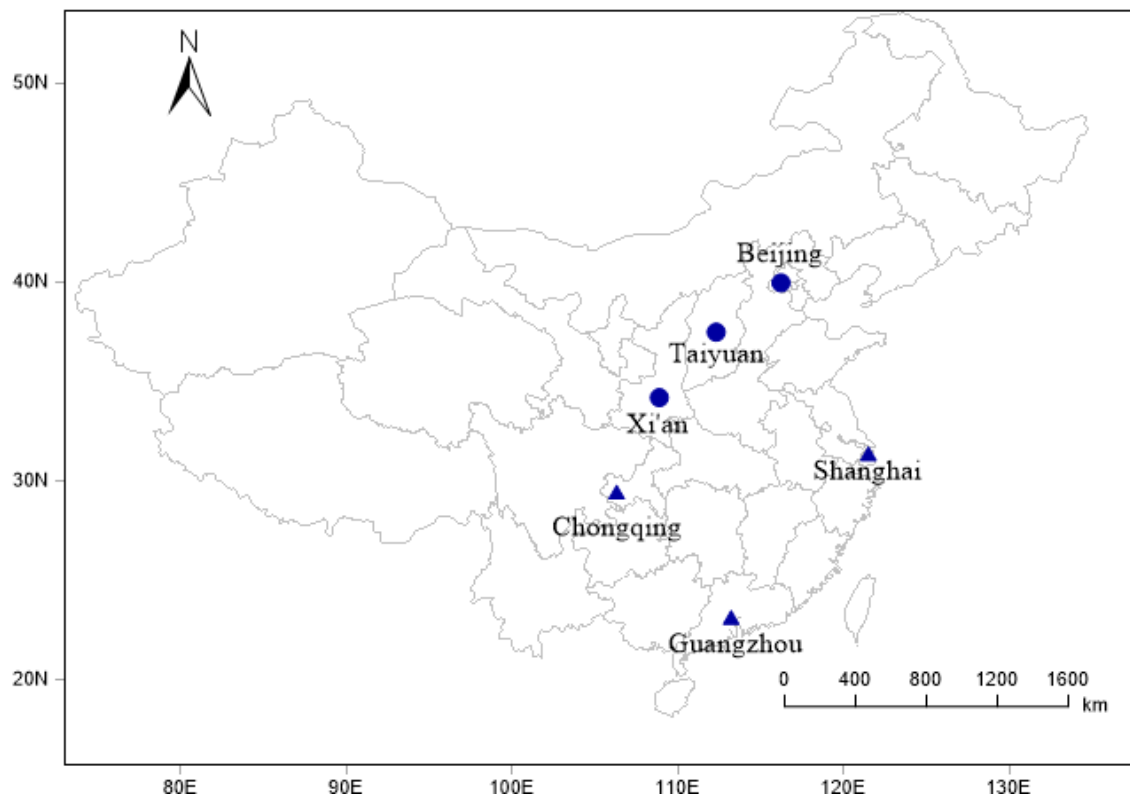 N
50N
Beijing
40N
Taiyuan
Xi'an
Shanghai
30N
Chongqing
Guangzhou
20N
0 400 800 1200 1600
km
80E 90E 100E 110E 120E 130E